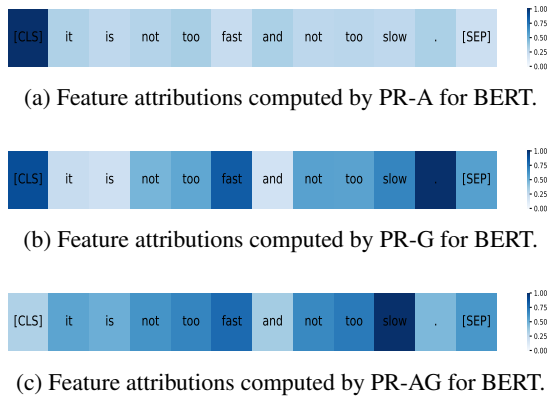 [CLS] it is not too fast and not too slow . [SEP]
1.00
0.75
0.50
0.25
0.00
(a) Feature attributions computed by PR-A for BERT.
[CLS] it is not too fast and not too slow . [SEP]
1.00
0.75
0.50
0.25
0.00
(b) Feature attributions computed by PR-G for BERT.
[CLS] it is not too fast and not too slow . [SEP]
1.00
0.75
0.50
0.25
0.00
(c) Feature attributions computed by PR-AG for BERT.